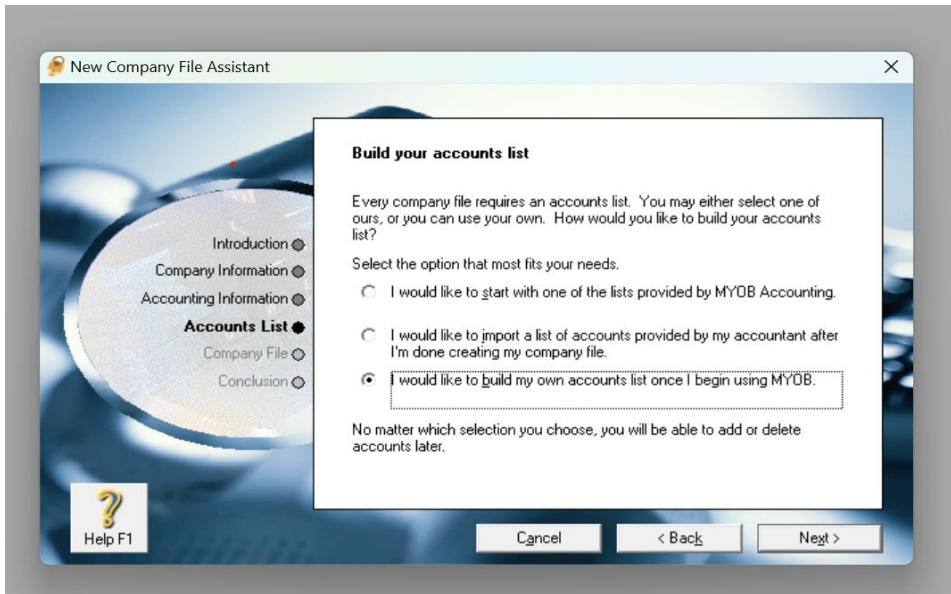 New Company File Assistant
Build your accounts list
Every company file requires an accounts list. You may either select one of
ours, or you can use your own. How would you like to build your accounts
list?
Select the option that most fits your needs.
I would like to start with one of the lists provided by MYOB Accounting.
I would like to import a list of accounts provided by my accountant after
I'm done creating my company file.
I would like to build my own accounts list once I begin using MYOB.
No matter which selection you choose, you will be able to add or delete
accounts later.
Introduction
Company Information
Accounting Information
Accounts List
Company File
Conclusion
Help F1
Cancel
< Back
Next >